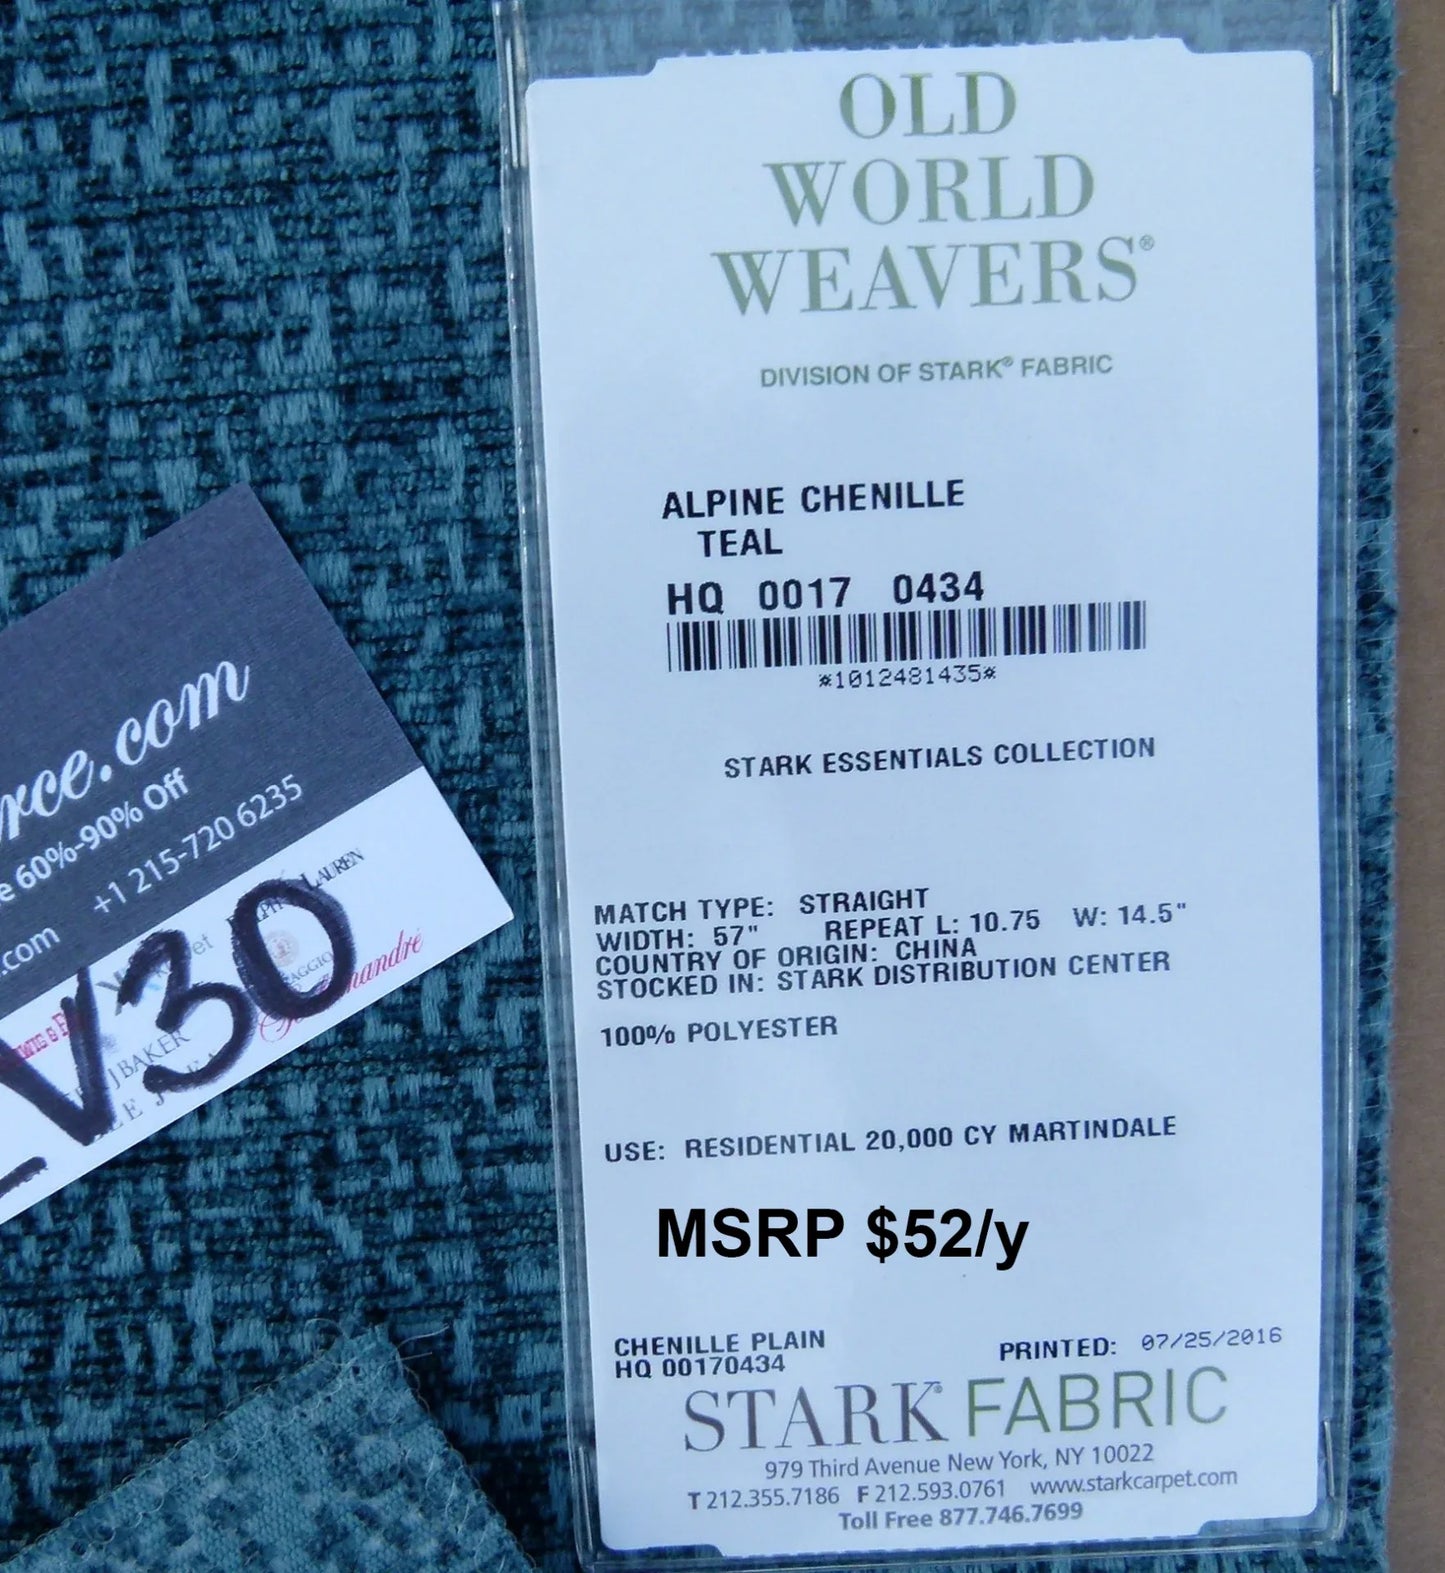 OLD
WORLD
WEAVERS®
DIVISION OF STARK® FABRIC
ALPINE CHENILLE
TEAL
HQ 0017 0434
*1012481435*
STARK ESSENTIALS COLLECTION
MATCH TYPE: STRAIGHT
WIDTH: 57" REPEAT L: 10.75 W: 14.5"
COUNTRY OF ORIGIN: CHINA
STOCKED IN: STARK DISTRIBUTION CENTER
100% POLYESTER
USE: RESIDENTIAL 20,000 CY MARTINDALE
MSRP $52/y
CHENILLE PLAIN
HQ 00170434
PRINTED: 07/25/2016
STARK® FABRIC
979 Third Avenue New York, NY 10022
T 212.355.7186 F 212.593.0761 www.starkcarpet.com
Toll Free 877.746.7699
rce.com
e 60%-90% Off
+1 215-720 6235
.com
LAUREN
J BAKER
V30